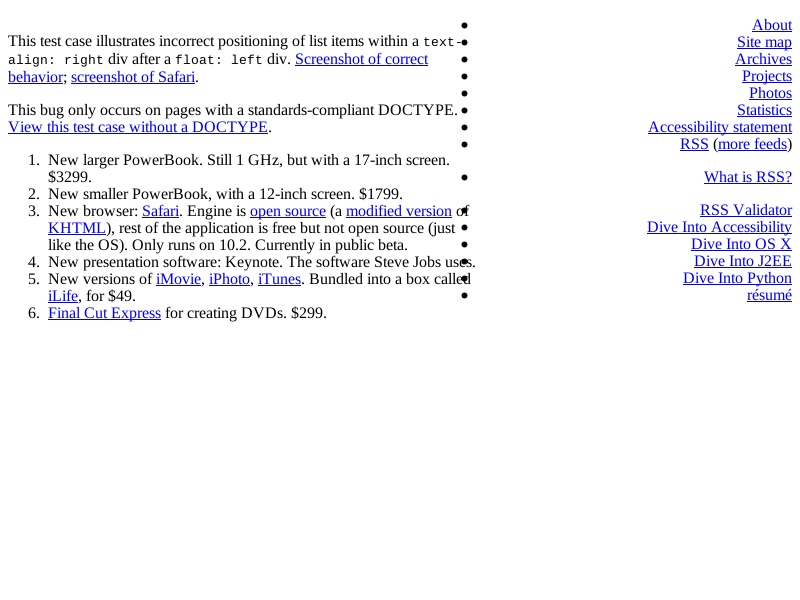 This test case illustrates incorrect positioning of list items within a text-
align: right div after a float: left div. Screenshot of correct
behavior; screenshot of Safari.
This bug only occurs on pages with a standards-compliant DOCTYPE.
View this test case without a DOCTYPE.
1. New larger PowerBook. Still 1 GHz, but with a 17-inch screen.
$3299.
2. New smaller PowerBook, with a 12-inch screen. $1799.
3. New browser: Safari. Engine is open source (a modified version of
KHTML), rest of the application is free but not open source (just
like the OS). Only runs on 10.2. Currently in public beta.
4. New presentation software: Keynote. The software Steve Jobs uses.
5. New versions of iMovie, iPhoto, iTunes. Bundled into a box called
iLife, for $49.
6. Final Cut Express for creating DVDs. $299.
• About
• Site map
• Archives
• Projects
• Photos
• Statistics
• Accessibility statement
• RSS (more feeds)
• What is RSS?
• RSS Validator
• Dive Into Accessibility
• Dive Into OS X
• Dive Into J2EE
• Dive Into Python
• résumé